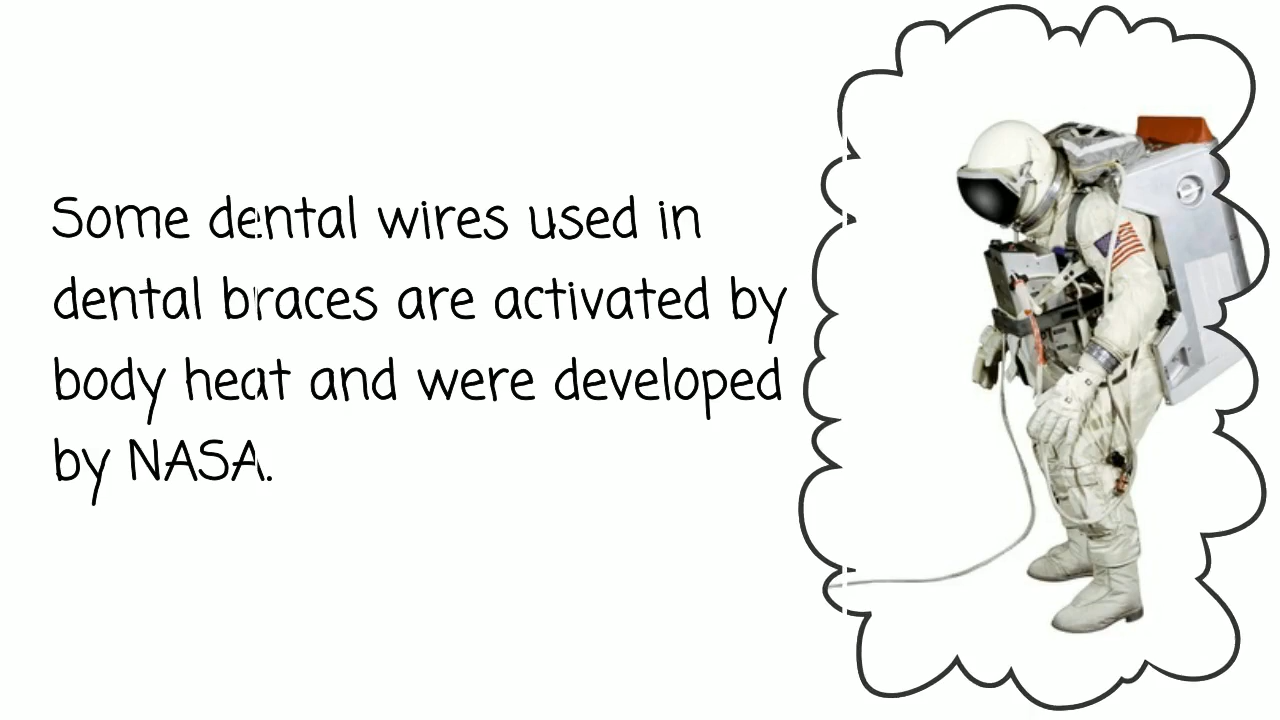 Some dental wires used in
dental braces are activated by
body heat and were developed
by NASA.